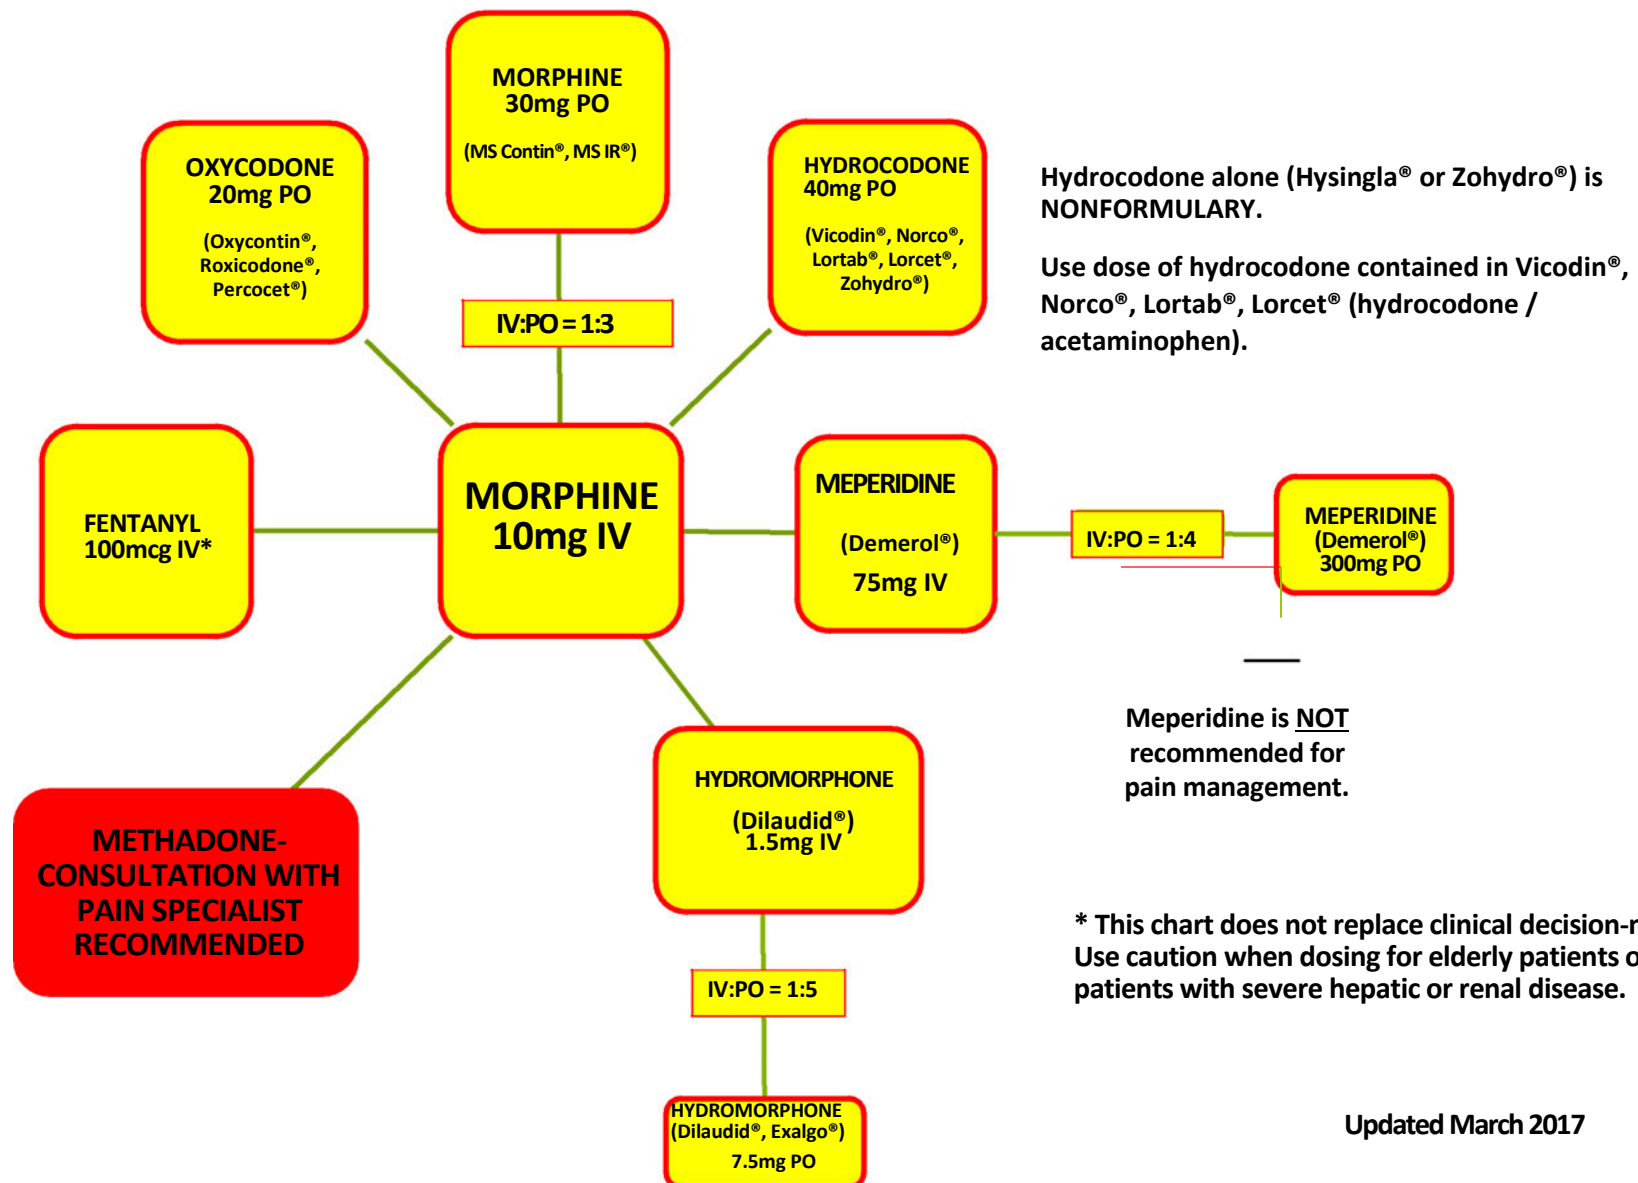 MORPHINE
30mg PO
(MS Contin®, MS IR®)
OXYCODONE
20mg PO
(Oxycontin®,
Roxicodone®,
Percocet®)
HYDROCODONE
40mg PO
(Vicodin®, Norco®,
Lortab®, Lorcet®,
Zohydro®)
Hydrocodone alone (Hysingla® or Zohydro®) is
NONFORMULARY.
Use dose of hydrocodone contained in Vicodin®,
Norco®, Lortab®, Lorcet® (hydrocodone /
acetaminophen).
IV:PO = 1:3
FENTANYL
100mcg IV*
MORPHINE
10mg IV
MEPERIDINE
(Demerol®)
75mg IV
IV:PO = 1:4
MEPERIDINE
(Demerol®)
300mg PO
Meperidine is NOT
recommended for
pain management.
METHADONE-
CONSULTATION WITH
PAIN SPECIALIST
RECOMMENDED
HYDROMORPHONE
(Dilaudid®)
1.5mg IV
IV:PO = 1:5
HYDROMORPHONE
(Dilaudid®, Exalgo®)
7.5mg PO
* This chart does not replace clinical
Use caution when dosing for elderly patients
patients with severe hepatic or renal disease.
Updated March 2017